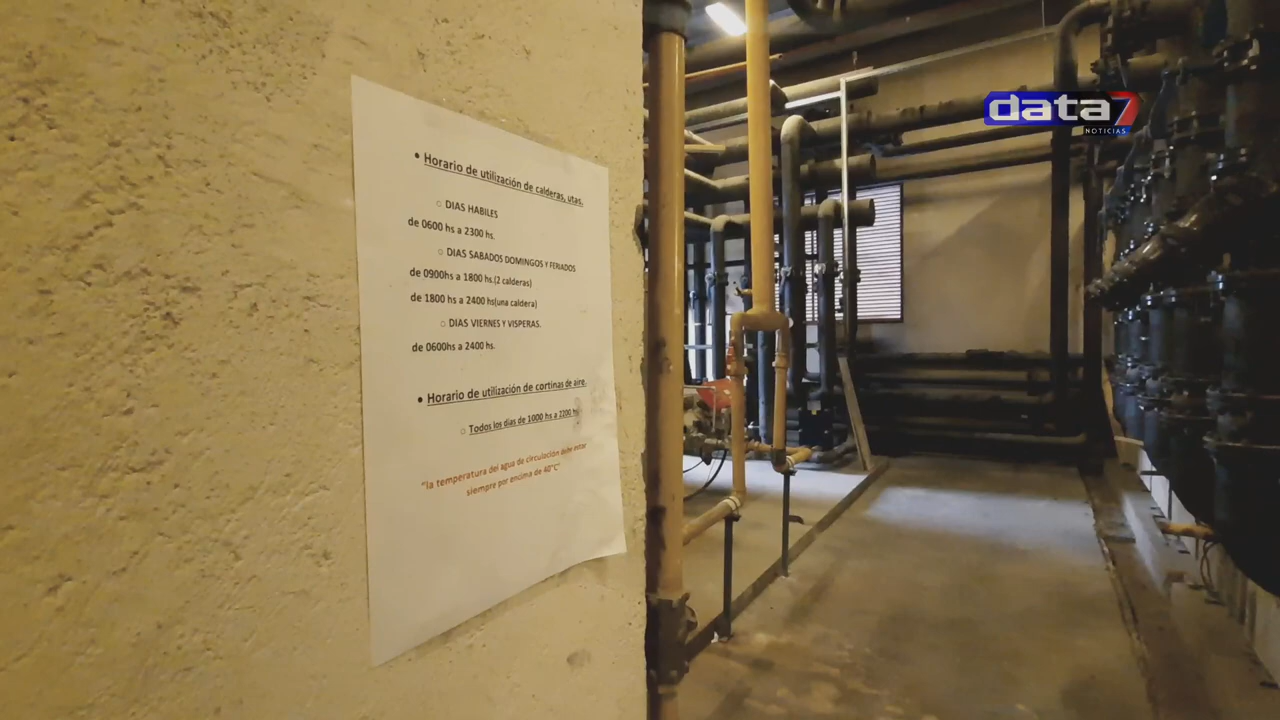 • Horario de utilización de calderas, utas.
○ DIAS HABILES
de 0600 hs a 2300 hs.
○ DIAS SABADOS DOMINGOS Y FERIADOS
de 0900hs a 1800 hs.(2 calderas)
de 1800 hs a 2400 hs(una caldera)
○ DIAS VIERNES Y VISPERAS.
de 0600hs a 2400 hs.
• Horario de utilización de cortinas de aire.
○ Todos los días de 1000 hs a 2200 hs
"la temperatura del agua de circulación debe estar
siempre por encima de 40°C"
data7
NOTICIAS